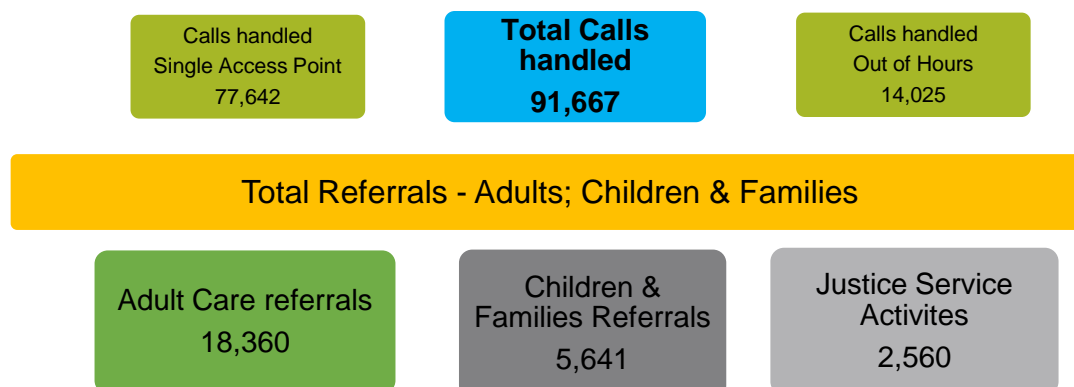 Calls handled
Single Access Point
77,642
Total Calls
handled
91,667
Calls handled
Out of Hours
14,025
Total Referrals - Adults; Children & Families
Adult Care referrals
18,360
Children &
Families Referrals
5,641
Justice Service
Activites
2,560